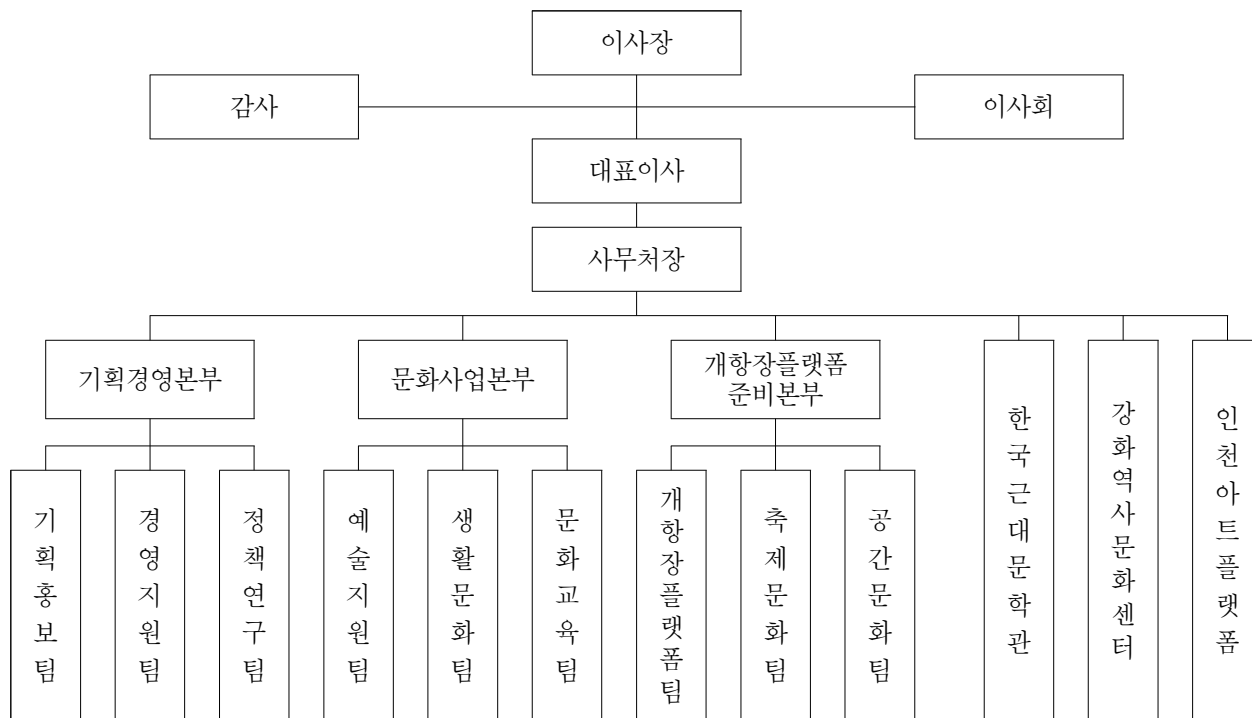 이사장
감사
이사회
대표이사
사무처장
기획경영본부
문화사업본부
개항장플랫폼
준비본부
기획홍보팀
경영지원팀
정책연구팀
예술지원팀
생활문화팀
문화교육팀
개항장플랫폼팀
축제문화팀
공간문화팀
한국근대문학관
강화역사문화센터
인천아트플랫폼